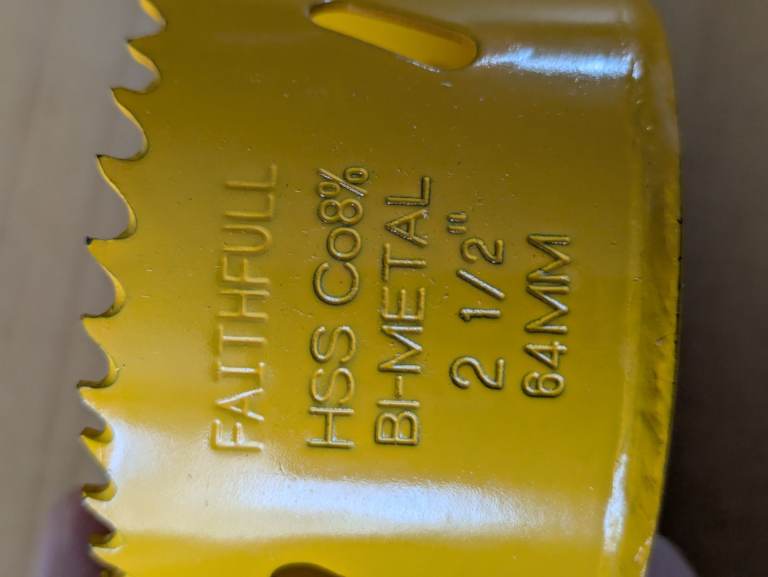 FAITHFULL
HSS Co8%
BI-METAL
2 1/2"
64MM